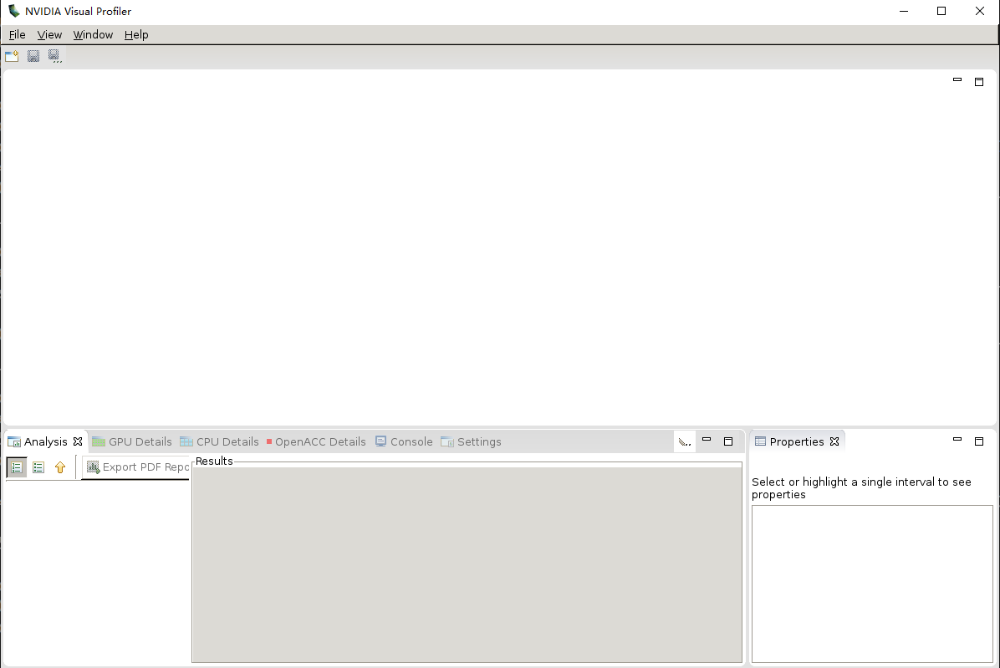 NVIDIA Visual Profiler
File View Window Help
Analysis GPU Details CPU Details OpenACC Details Console Settings
Properties
Export PDF Repo
Results
Select or highlight a single interval to see
properties